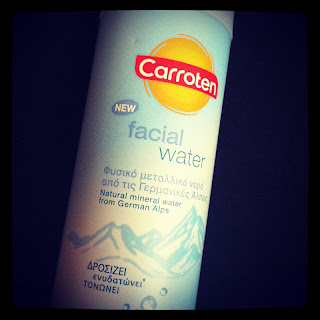 Carroten
NEW
facial
water
Φυσικό μεταλλικό νερό
από τις Γερμανικές Άλπεις
Natural mineral water
from German Alps
ΔΡΟΣΙΖΕΙ
ενυδατώνει*
ΤΟΝΩΝΕΙ